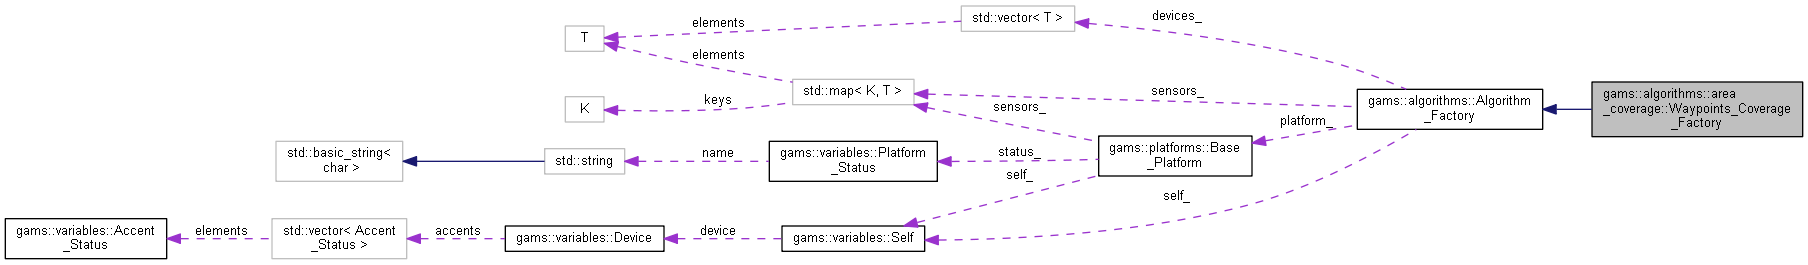 elements
devices_
std::vector< T >
T
elements
std::map< K, T >
keys
K
sensors_
sensors_
gams::algorithms::Algorithm
_Factory
gams::algorithms::area
_coverage::Waypoints_Coverage
_Factory
platform_
gams::platforms::Base
_Platform
std::basic_string<
char >
std::string
name
gams::variables::Platform
_Status
status_
self_
self_
gams::variables::Accent
_Status
elements
std::vector< Accent
_Status >
accents
gams::variables::Device
device
gams::variables::Self